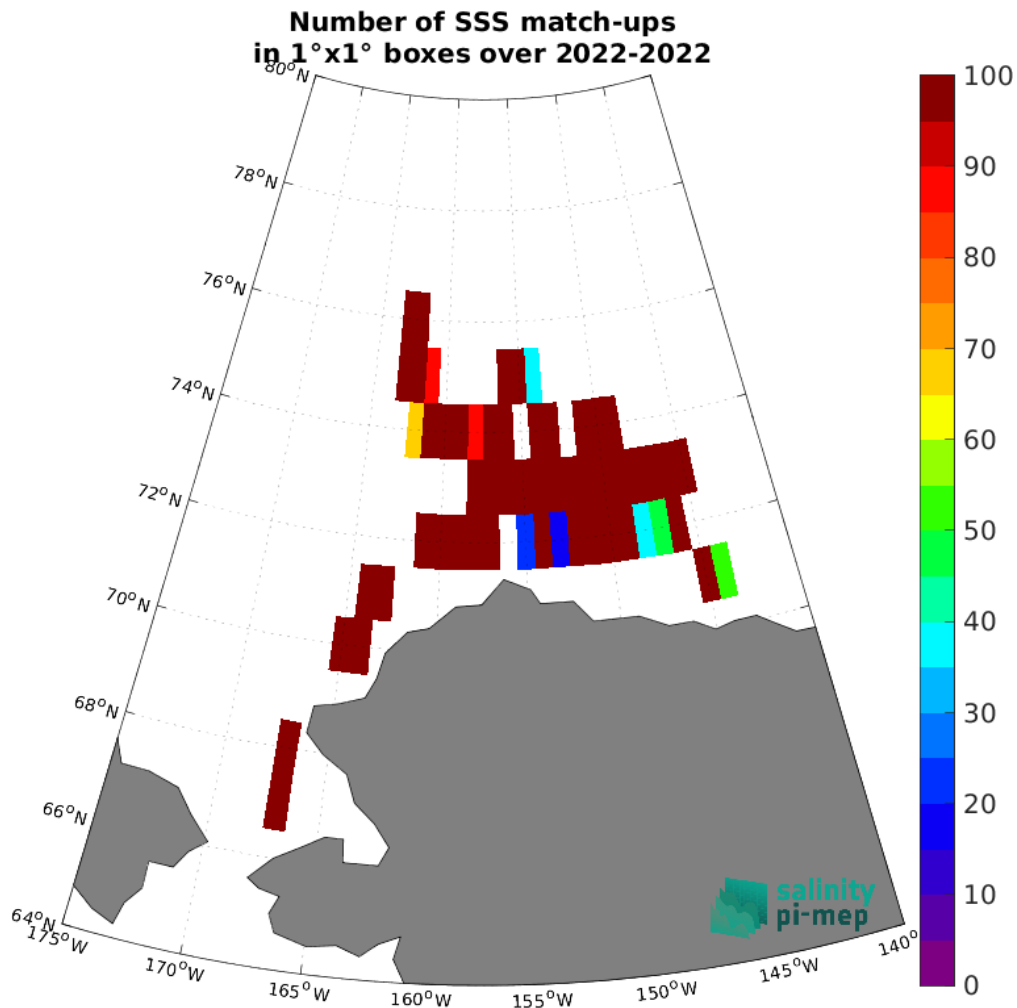 Number of SSS match-ups
in 1°x1° boxes over 2022-2022
80°N
78°N
76°N
74°N
72°N
70°N
68°N
66°N
64°N
175°W
170°W
165°W
160°W
155°W
150°W
145°W
140°
100
90
80
70
60
50
40
30
20
10
0
salinity
pi-mep